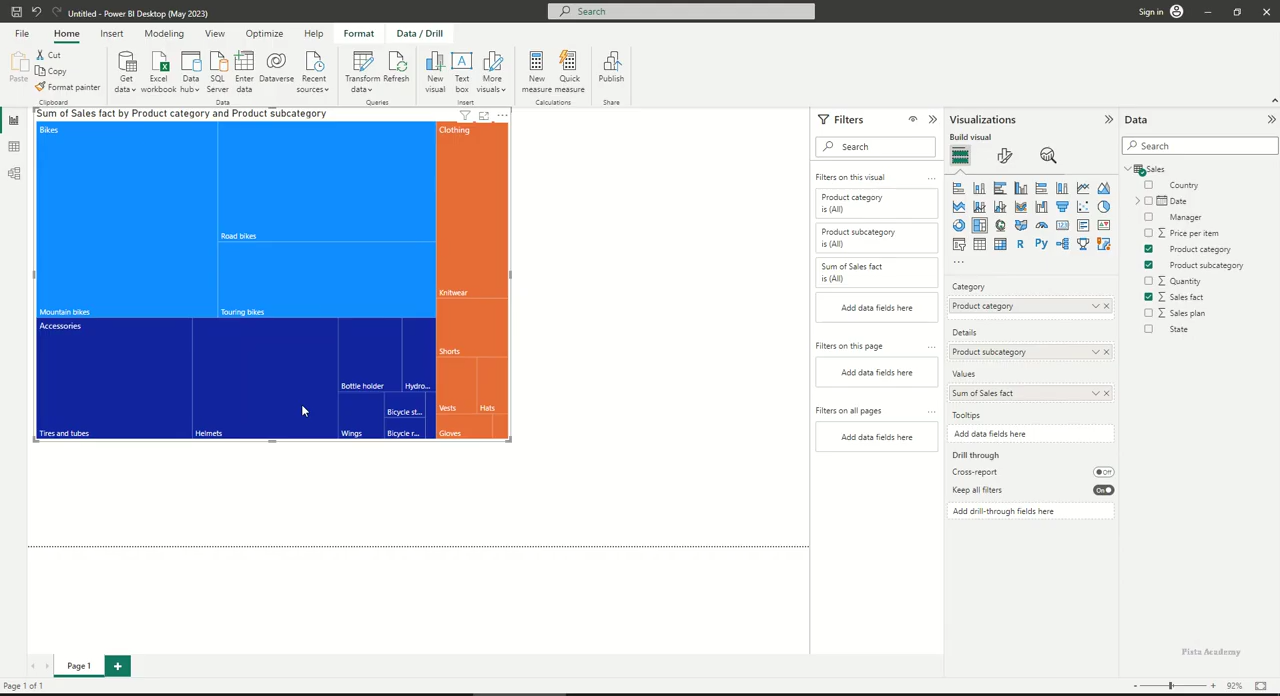 Untitled - Power BI Desktop (May 2023)
Search
Sign in
File
Home
Insert
Modeling
View
Optimize
Help
Format
Data / Drill
Paste
Cut
Copy
Format painter
Get data
Excel workbook
Data hub
SQL Server
Enter data
Dataverse
Recent sources
Transform data
Refresh
New visual
Text box
More visuals
New measure
Quick measure
Publish
Clipboard
Data
Queries
Insert
Calculations
Share
Sum of Sales fact by Product category and Product subcategory
Bikes
Mountain bikes
Road bikes
Touring bikes
Accessories
Tires and tubes
Helmets
Bottle holder
Hydro...
Wings
Bicycle st...
Bicycle r...
Clothing
Knitwear
Shorts
Vests
Hats
Gloves
Filters
Search
Filters on this visual
...
Product category
is (All)
Product subcategory
is (All)
Sum of Sales fact
is (All)
Add data fields here
Filters on this page
...
Add data fields here
Filters on all pages
...
Add data fields here
Visualizations
Build visual
R
Py
...
Category
Product category
Details
Product subcategory
Values
Sum of Sales fact
Tooltips
Add data fields here
Drill through
Cross-report
Off
Keep all filters
On
Add drill-through fields here
Data
Search
Sales
Country
Date
Manager
Σ Price per item
Product category
Product subcategory
Σ Quantity
Σ Sales fact
Σ Sales plan
State
Pista Academy
Page 1
+
Page 1 of 1
- + 92%